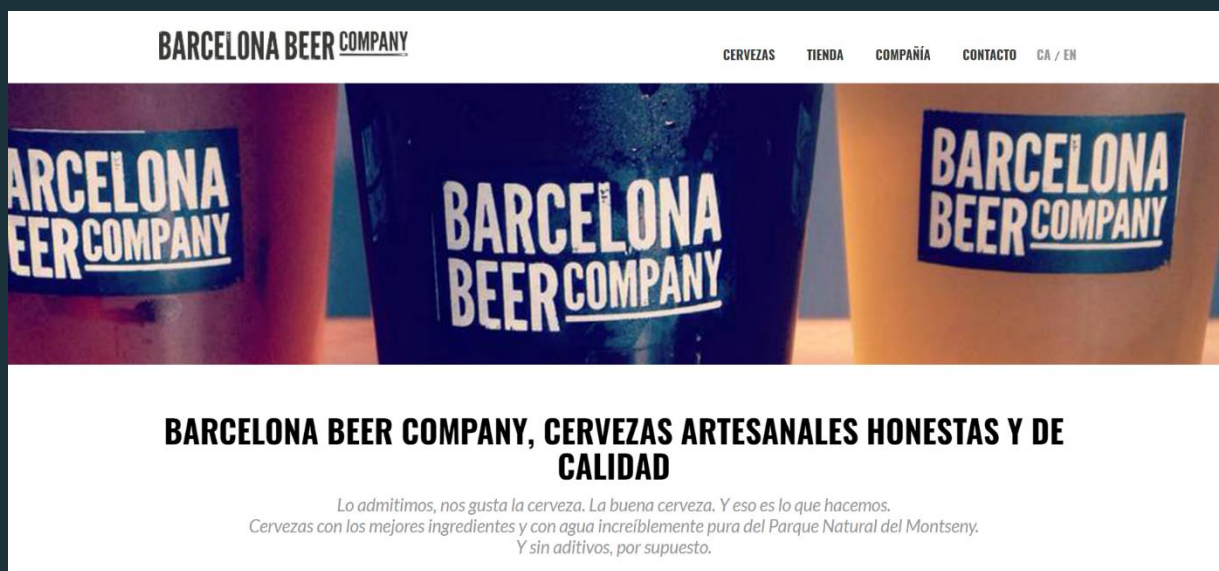 BARCELONA BEER COMPANY
CERVEZAS TIENDA COMPAÑÍA CONTACTO CA / EN
ARCELONA
EER COMPANY
BARCELONA
BEER COMPANY
BARCELONA
BEER COMPANY
BARCELONA BEER COMPANY, CERVEZAS ARTESANALES HONESTAS Y DE
CALIDAD
Lo admitimos, nos gusta la cerveza. La buena cerveza. Y eso es lo que hacemos.
Cervezas con los mejores ingredientes y con agua increíblemente pura del Parque Natural del Montseny.
Y sin aditivos, por supuesto.